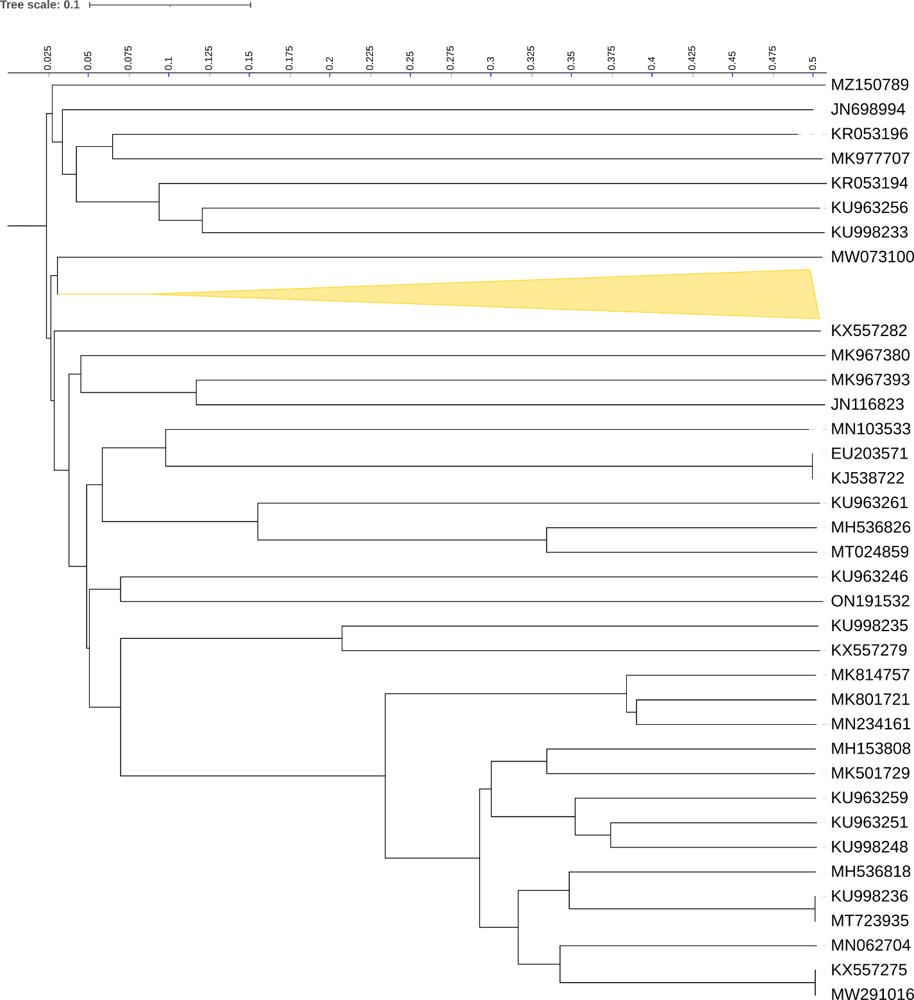 Tree scale: 0.1
0.025 0.05 0.075 0.1 0.125 0.15 0.175 0.2 0.225 0.25 0.275 0.3 0.325 0.35 0.375 0.4 0.425 0.45 0.475 0.5
MZ150789
JN698994
KR053196
MK977707
KR053194
KU963256
KU998233
MW073100
KX557282
MK967380
MK967393
JN116823
MN103533
EU203571
KJ538722
KU963261
MH536826
MT024859
KU963246
ON191532
KU998235
KX557279
MK814757
MK801721
MN234161
MH153808
MK501729
KU963259
KU963251
KU998248
MH536818
KU998236
MT723935
MN062704
KX557275
MW291016